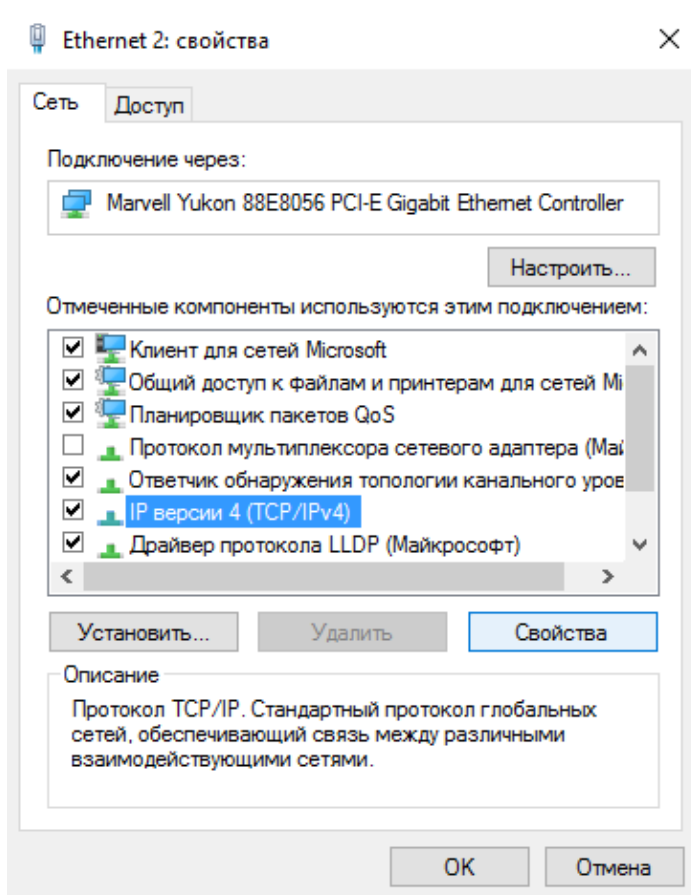 Ethernet 2: свойства
Сеть
Доступ
Подключение через:
Marvell Yukon 88E8056 PCI-E Gigabit Ethernet Controller
Настроить...
Отмеченные компоненты используются этим подключением:
Клиент для сетей Microsoft
Общий доступ к файлам и принтерам для сетей Mi
Планировщик пакетов QoS
Протокол мультиплексора сетевого адаптера (Май
Ответчик обнаружения топологии канального уров
IP версии 4 (TCP/IPv4)
Драйвер протокола LLDP (Майкрософт)
Установить...
Удалить
Свойства
Описание
Протокол TCP/IP. Стандартный протокол глобальных
сетей, обеспечивающий связь между различными
взаимодействующими сетями.
OK
Отмена